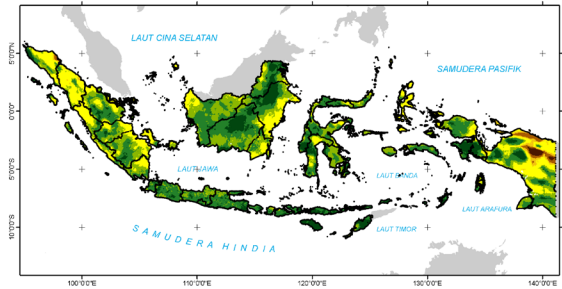 LAUT CINA SELATAN
SAMUDERA PASIFIK
5°0'0"N
0°0'0"
LAUT JAWA
LAUT BANDA
5°0'0"S
LAUT ARAFURA
10°0'0"S
SAMUDERA HINDIA
LAUT TIMOR
100°0'0"E
110°0'0"E
120°0'0"E
130°0'0"E
140°0'0"E